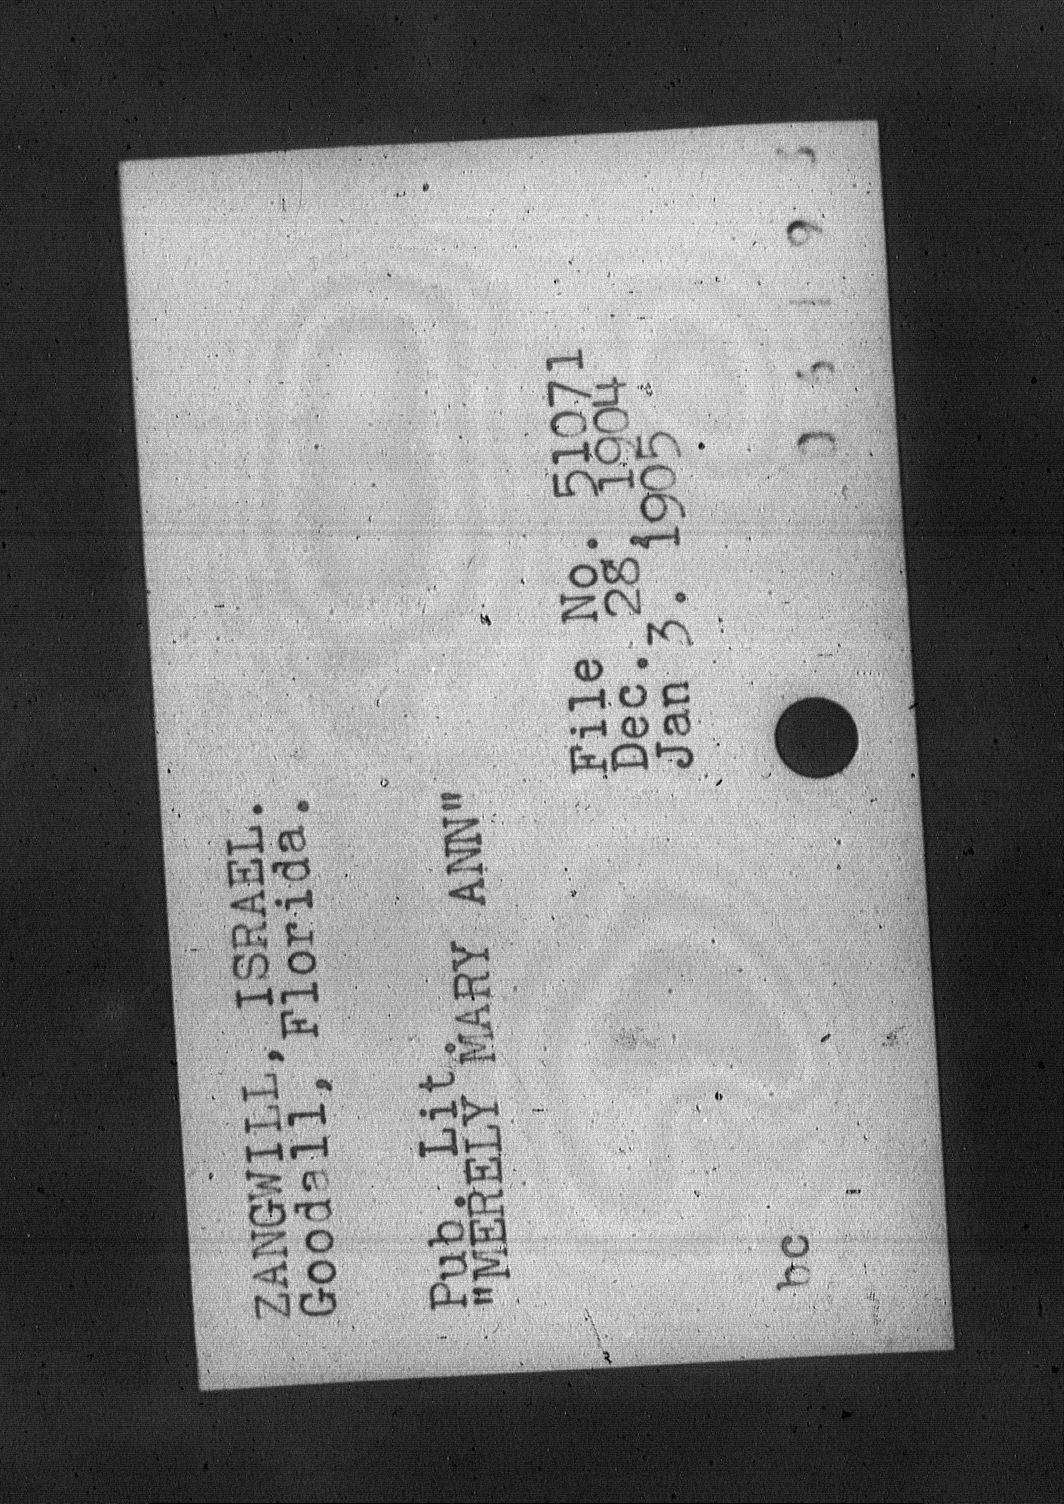 ZANGWILL, ISRAEL.
Goodall, Florida.
Pub. Lit.
"MERELY MARY ANN"
File No. 51071
Dec. 28, 1904
Jan 3. 1905
bc